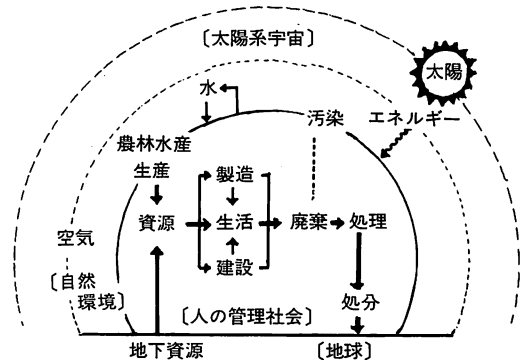 〔太陽系宇宙〕
太陽
水
汚染
エネルギー
農林水産
生産
製造
資源
生活
廃棄
処理
空気
建設
〔自然
環境〕
処分
〔人の管理社会〕
地下資源
〔地球〕